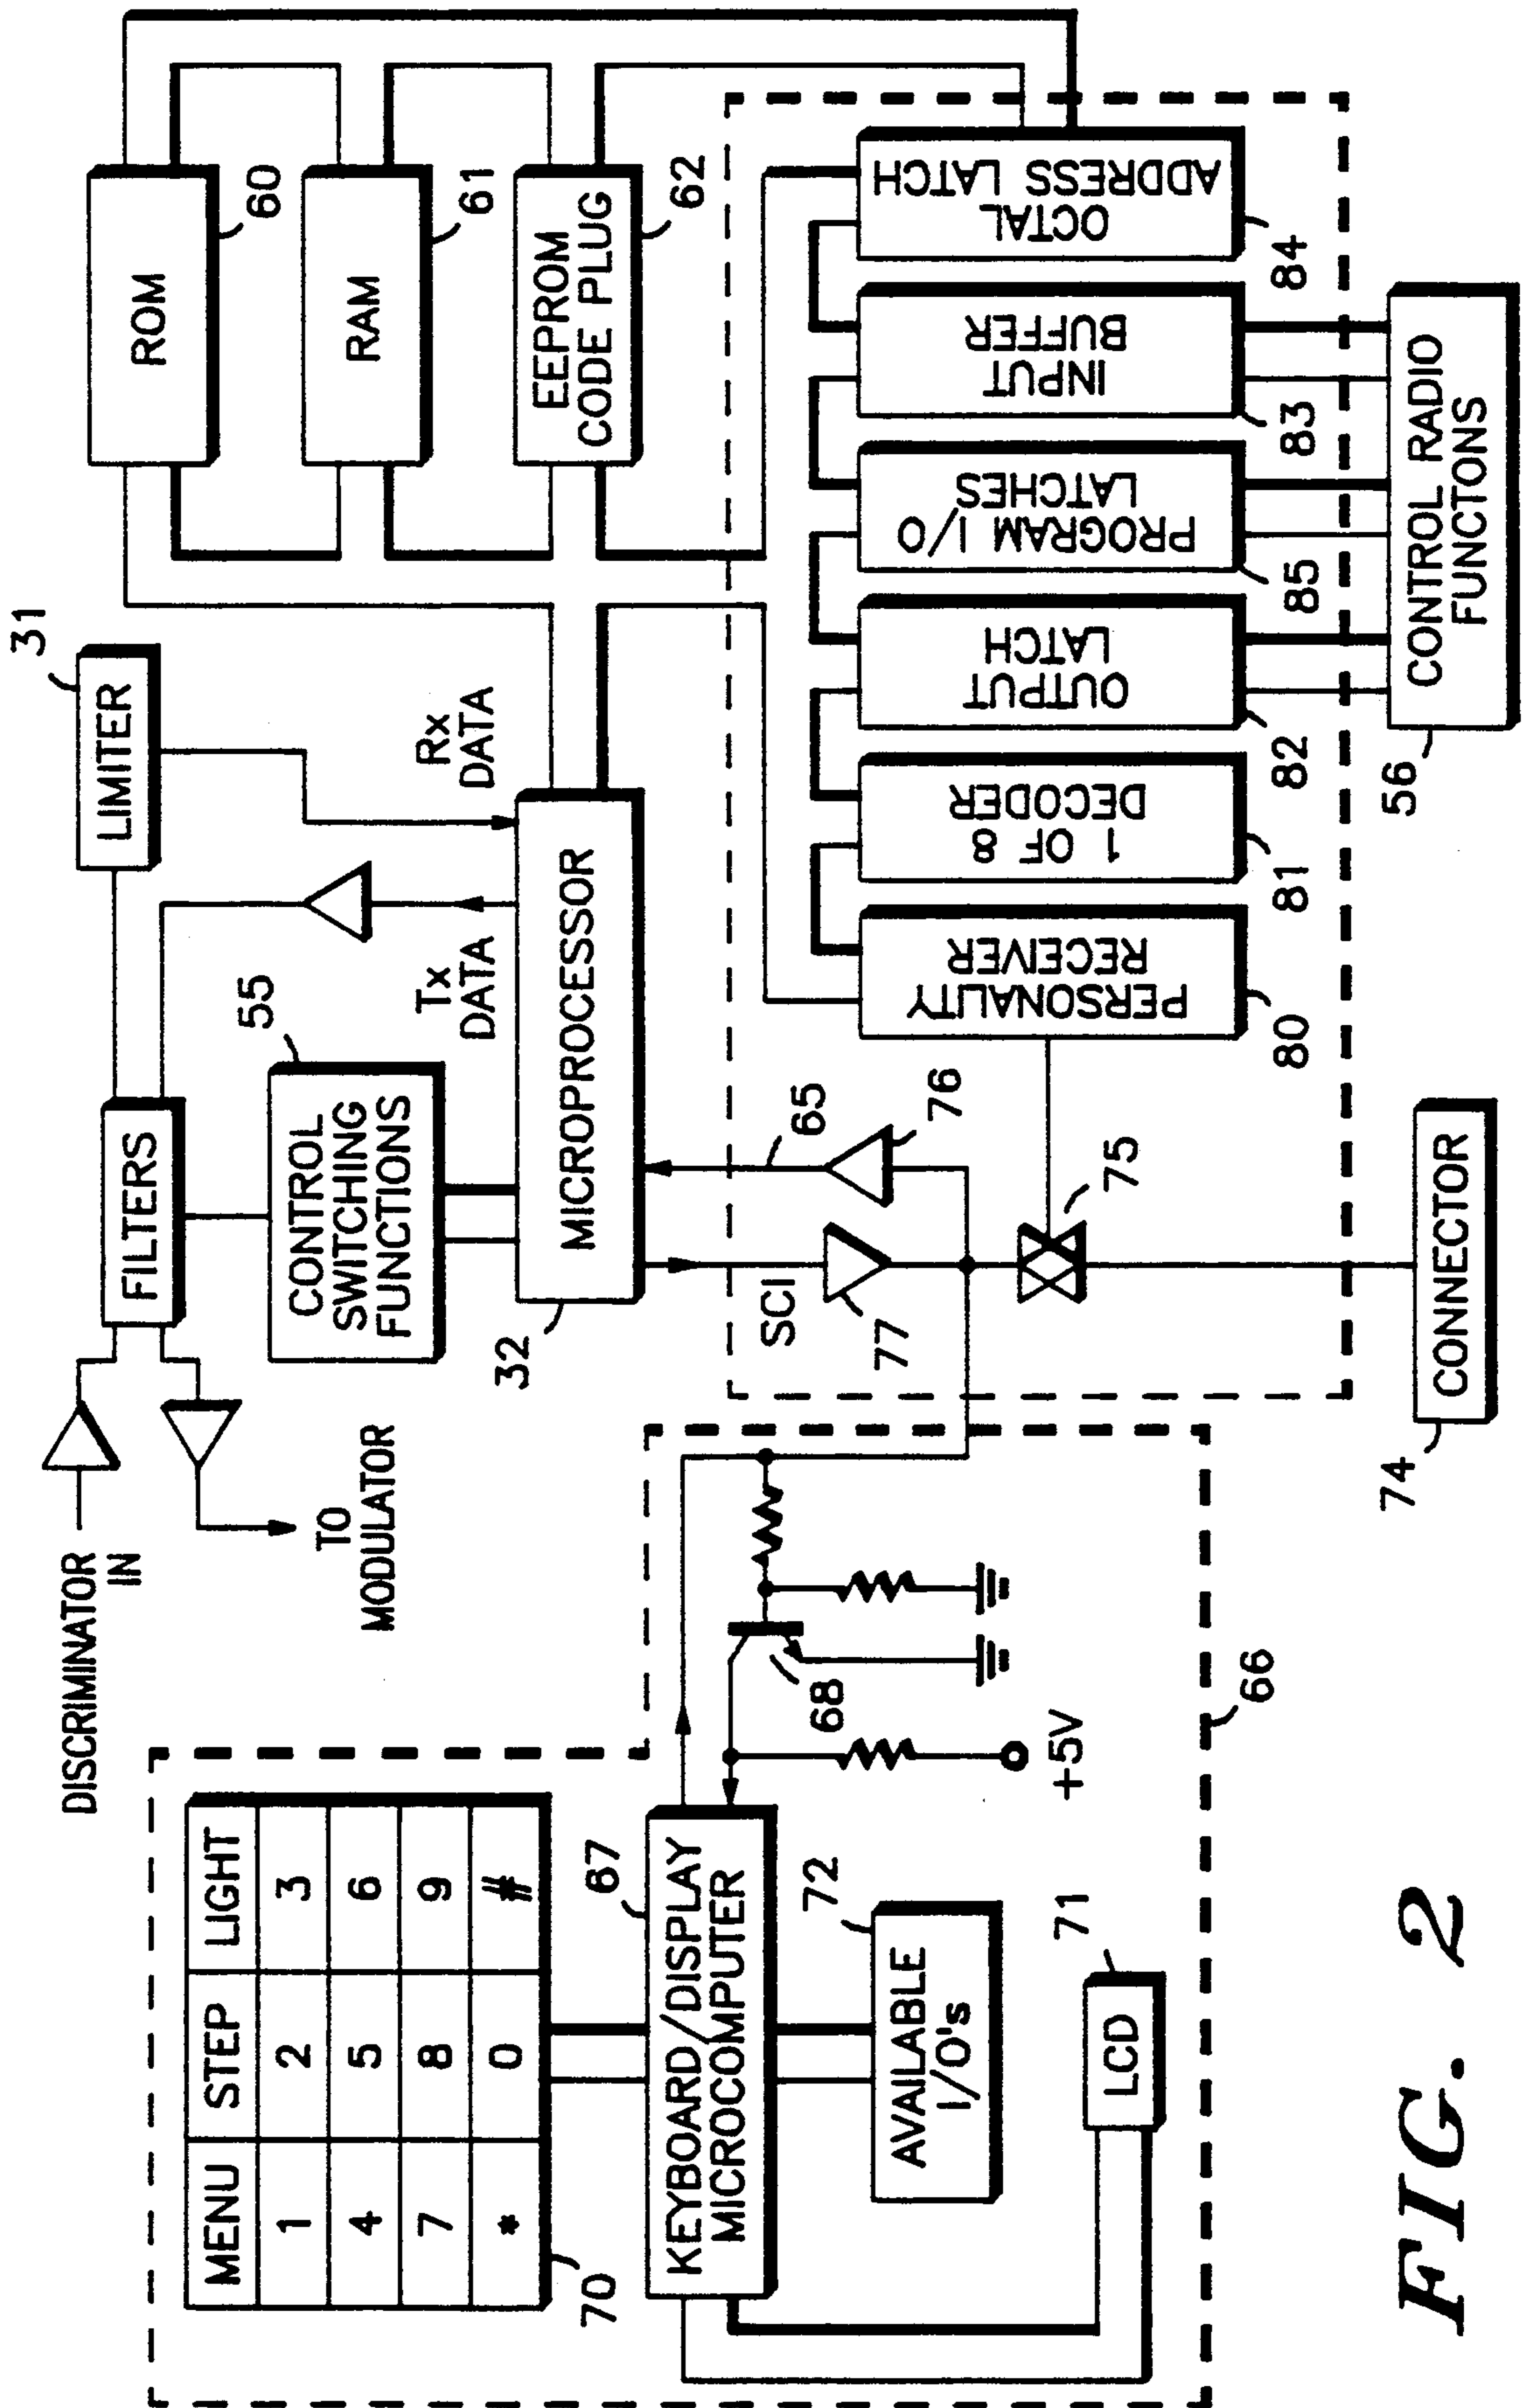 DISCRIMINATOR
IN
TO
MODULATOR
FILTERS
LIMITER
31
55
CONTROL
SWITCHING
FUNCTIONS
Tx
DATA
Rx
DATA
MICROPROCESSOR
32
ROM
60
RAM
61
EEPROM
CODE PLUG
62
MENU STEP LIGHT
1 2 3
4 5 6
7 8 9
* 0 #
70
KEYBOARD/DISPLAY
MICROCOMPUTER
67
AVAILABLE
I/O's
72
LCD
71
68
+5V
66
SCI
77
65
76
75
CONNECTOR
74
PERSONALITY
RECEIVER
80
1 OF 8
DECODER
81
OUTPUT
LATCH
82
PROGRAM I/O
LATCHES
85
INPUT
BUFFER
83
OCTAL
ADDRESS LATCH
84
CONTROL RADIO
FUNCTONS
56
FIG. 2